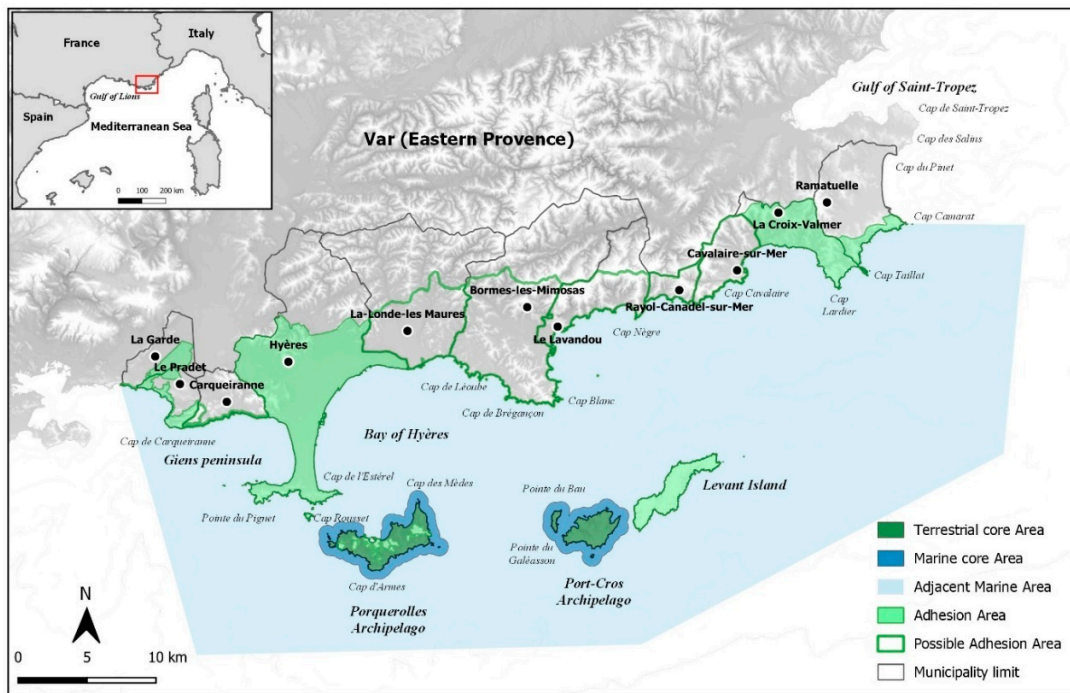 France
Italy
Gulf of Lions
Spain
Mediterranean Sea
0 100 200 km
Gulf of Saint-Tropez
Cap de Saint-Tropez
Cap des Salins
Var (Eastern Province)
Cap du Pinet
Ramatuelle
Cap Camarat
La Croix-Valmer
Cavalaire-sur-Mer
Cap Taillat
Cap Cavalaire
Cap
Lardier
Bormes-les-Mimosas
Rayol-Canadel-sur-Mer
La-Londe-les Maures
Cap Nègre
Le Lavandou
La Garde
Hyères
Le Pradet
Carqueiranne
Cap de Léoube
Cap Blanc
Cap de Brégançon
Cap de Carqueiranne
Bay of Hyères
Giens peninsula
Cap de l'Estérel
Cap des Mèdes
Levant Island
Pointe du Pignet
Cap Rousset
Pointe du Bau
Pointe du
Galéasson
Cap d'Armes
Port-Cros
Archipelago
Porquerolles
Archipelago
N
0 5 10 km
Terrestrial core Area
Marine core Area
Adjacent Marine Area
Adhesion Area
Possible Adhesion Area
Municipality limit